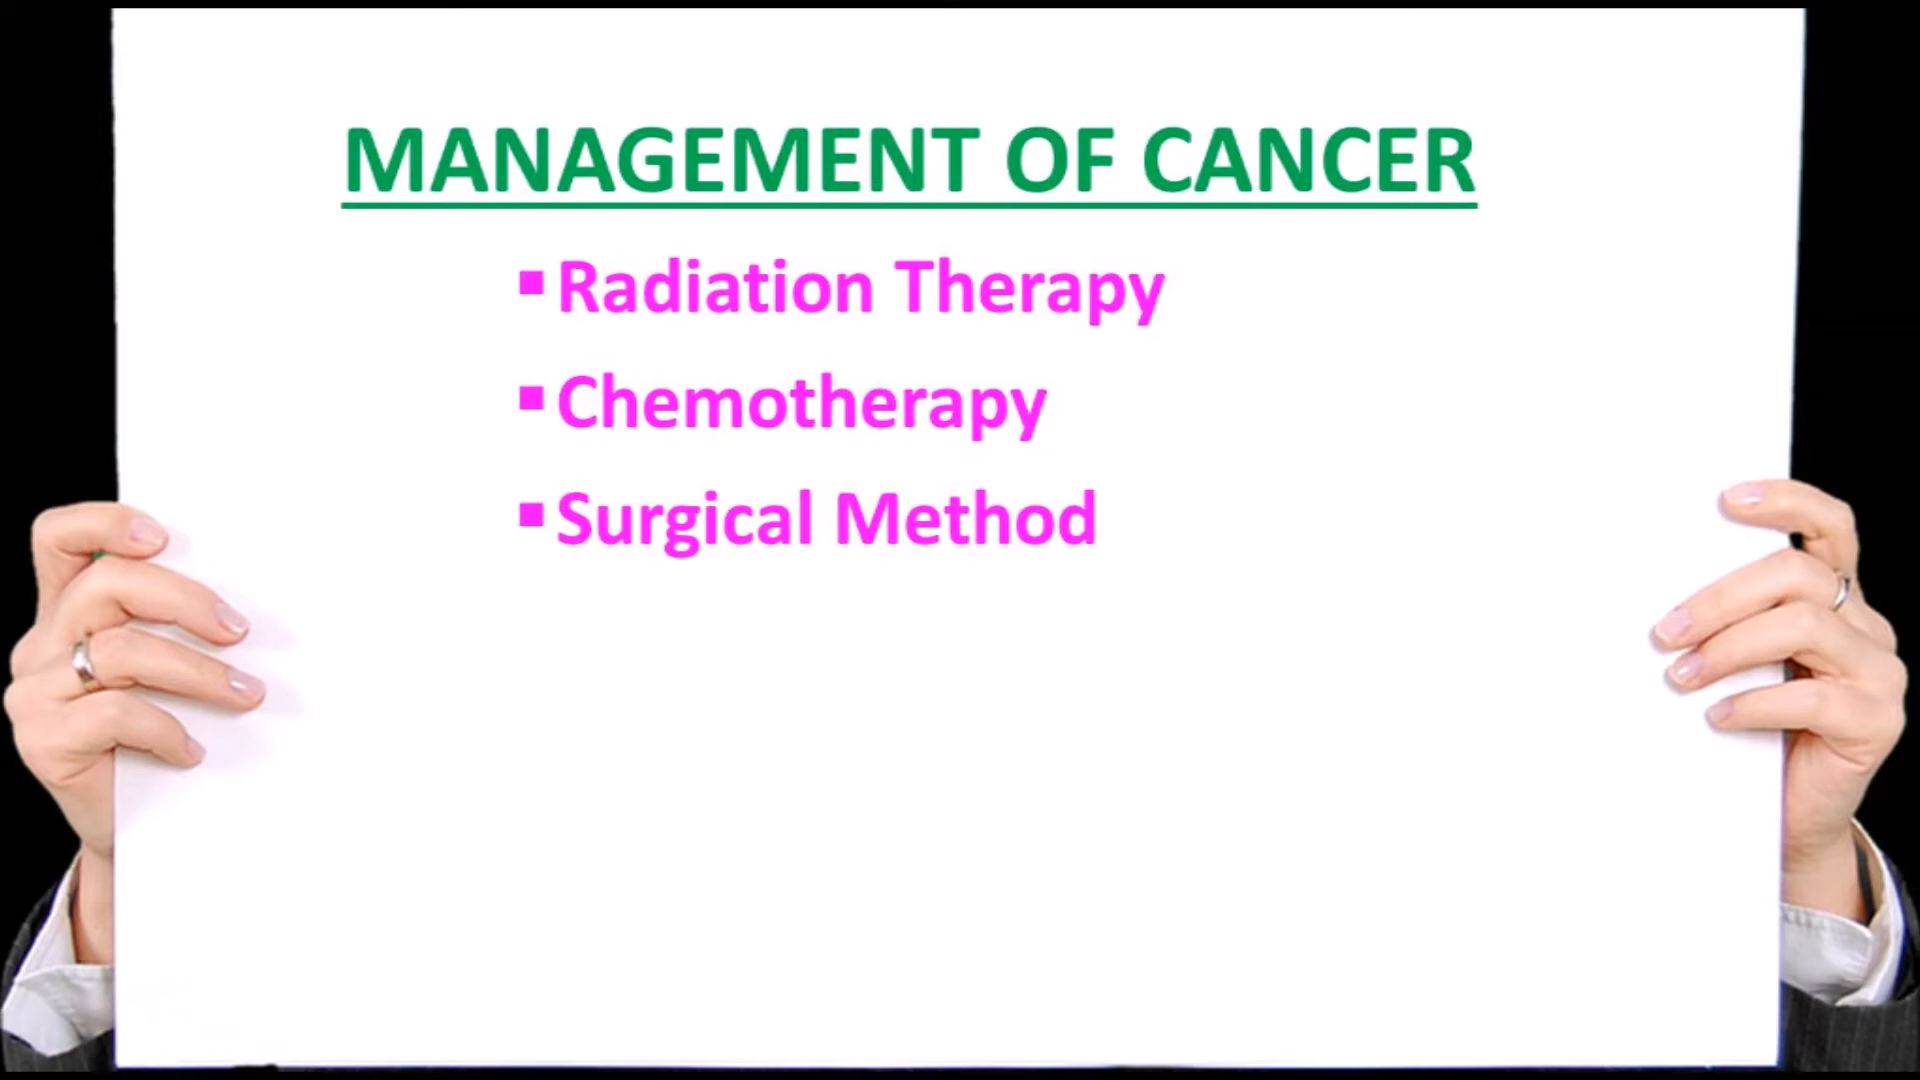 MANAGEMENT OF CANCER
▪Radiation Therapy
▪Chemotherapy
▪Surgical Method